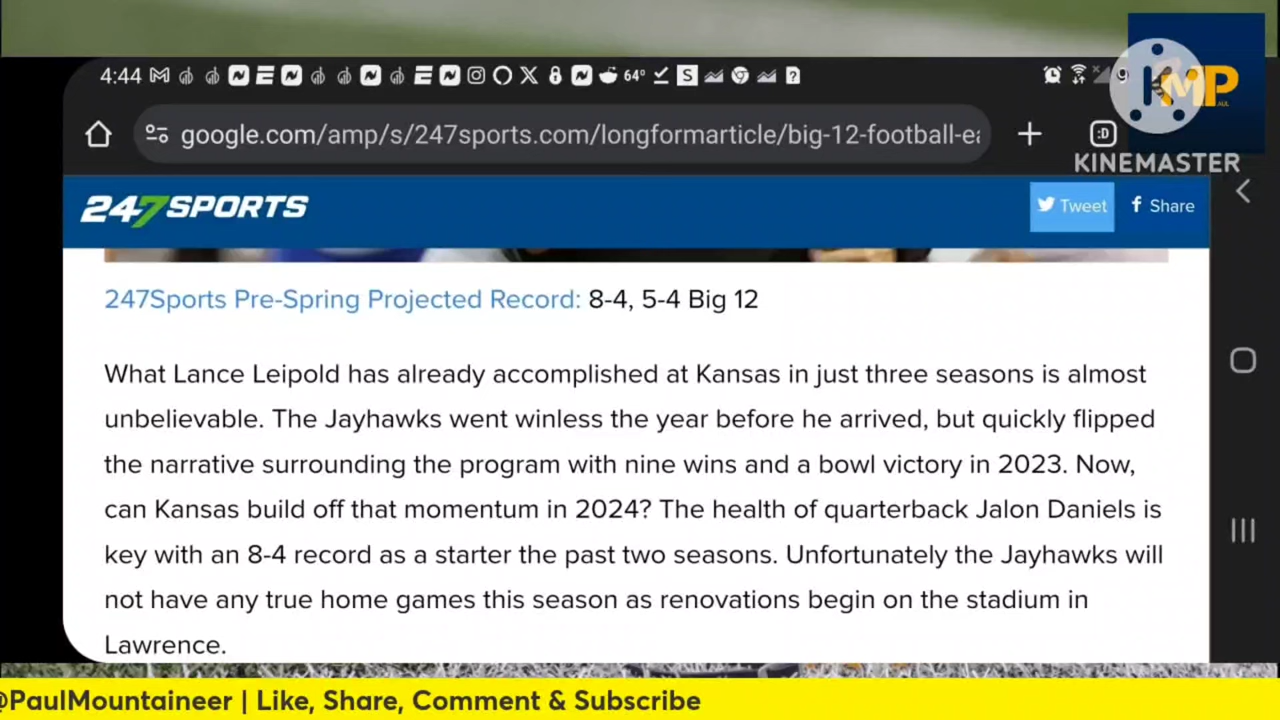 4:44
64°
google.com/amp/s/247sports.com/longformarticle/big-12-football-ea
:D
KMP
KINEMASTER
247SPORTS
Tweet
Share
247Sports Pre-Spring Projected Record: 8-4, 5-4 Big 12
What Lance Leipold has already accomplished at Kansas in just three seasons is almost
unbelievable. The Jayhawks went winless the year before he arrived, but quickly flipped
the narrative surrounding the program with nine wins and a bowl victory in 2023. Now,
can Kansas build off that momentum in 2024? The health of quarterback Jalon Daniels is
key with an 8-4 record as a starter the past two seasons. Unfortunately the Jayhawks will
not have any true home games this season as renovations begin on the stadium in
Lawrence.
@PaulMountaineer | Like, Share, Comment & Subscribe